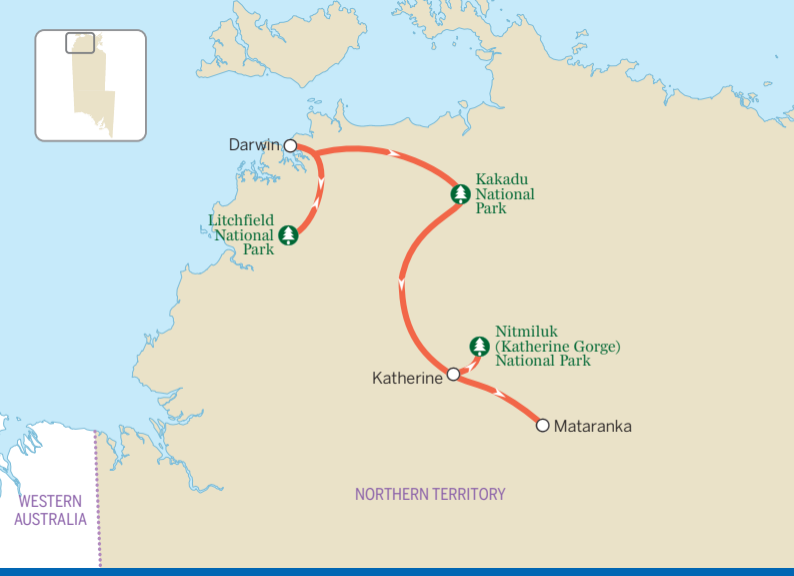 Darwin
Kakadu
National
Park
Litchfield
National
Park
Nitmiluk
(Katherine Gorge)
National Park
Katherine
Mataranka
NORTHERN TERRITORY
WESTERN
AUSTRALIA